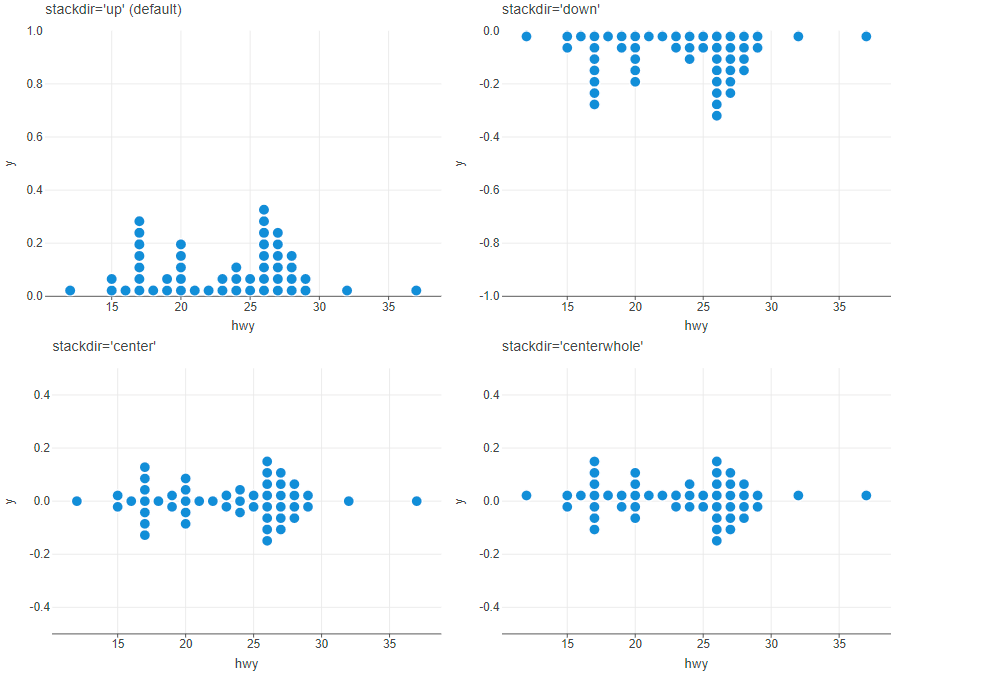 stackdir='up' (default)
1.0
0.8
0.6
y
0.4
0.2
0.0
15 20 25 30 35
hwy
stackdir='down'
0.0
-0.2
-0.4
y
-0.6
-0.8
-1.0
15 20 25 30 35
hwy
stackdir='center'
0.4
0.2
y
0.0
-0.2
-0.4
15 20 25 30 35
hwy
stackdir='centerwhole'
0.4
0.2
y
0.0
-0.2
-0.4
15 20 25 30 35
hwy